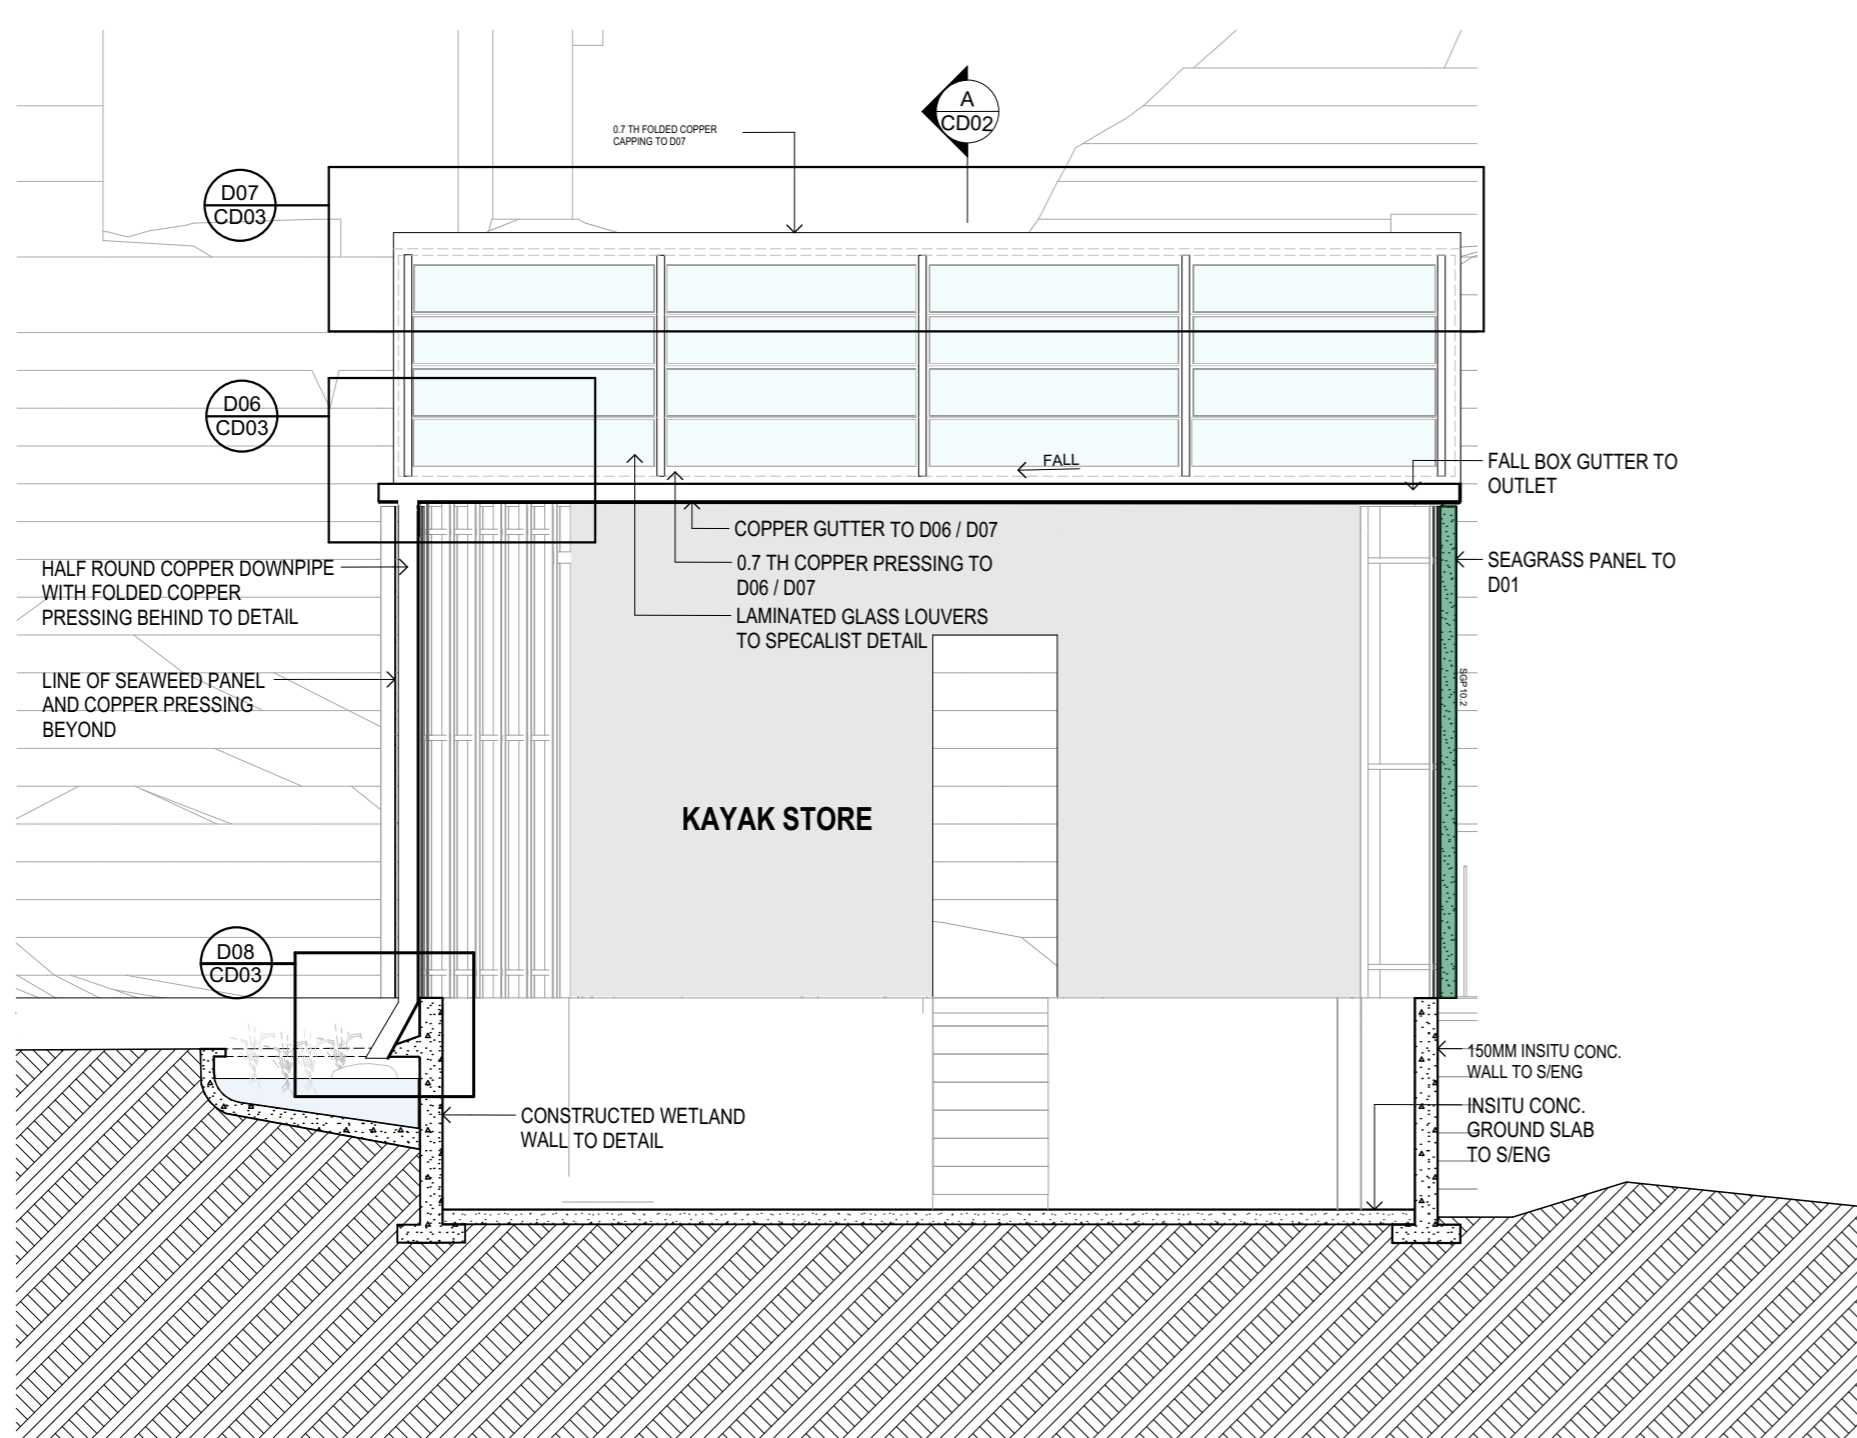 A
CD02
0.7 TH FOLDED COPPER
CAPPING TO D07
D07
CD03
D06
CD03
FALL
FALL BOX GUTTER TO
OUTLET
COPPER GUTTER TO D06 / D07
0.7 TH COPPER PRESSING TO
D06 / D07
LAMINATED GLASS LOUVERS
TO SPECALIST DETAIL
HALF ROUND COPPER DOWNPIPE
WITH FOLDED COPPER
PRESSING BEHIND TO DETAIL
SEAGRASS PANEL TO
D01
LINE OF SEAWEED PANEL
AND COPPER PRESSING
BEYOND
SGP10.2
KAYAK STORE
D08
CD03
150MM INSITU CONC.
WALL TO S/ENG
INSITU CONC.
GROUND SLAB
TO S/ENG
CONSTRUCTED WETLAND
WALL TO DETAIL